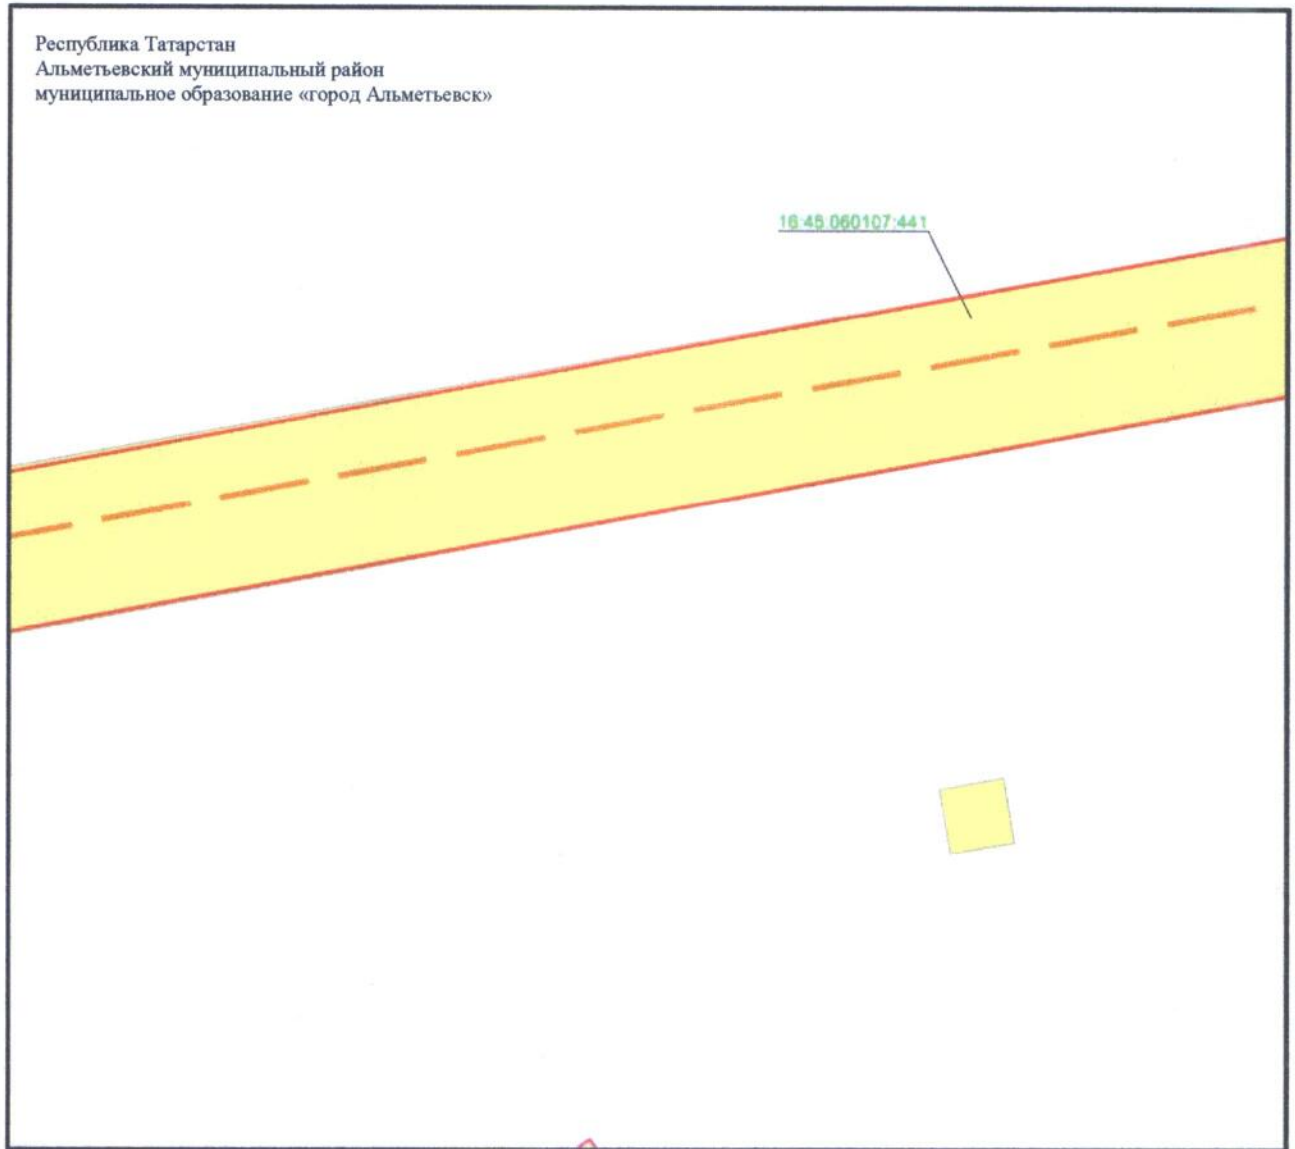 Республика Татарстан
Альметьевский муниципальный район
муниципальное образование «город Альметьевск»
16:45:060107:441